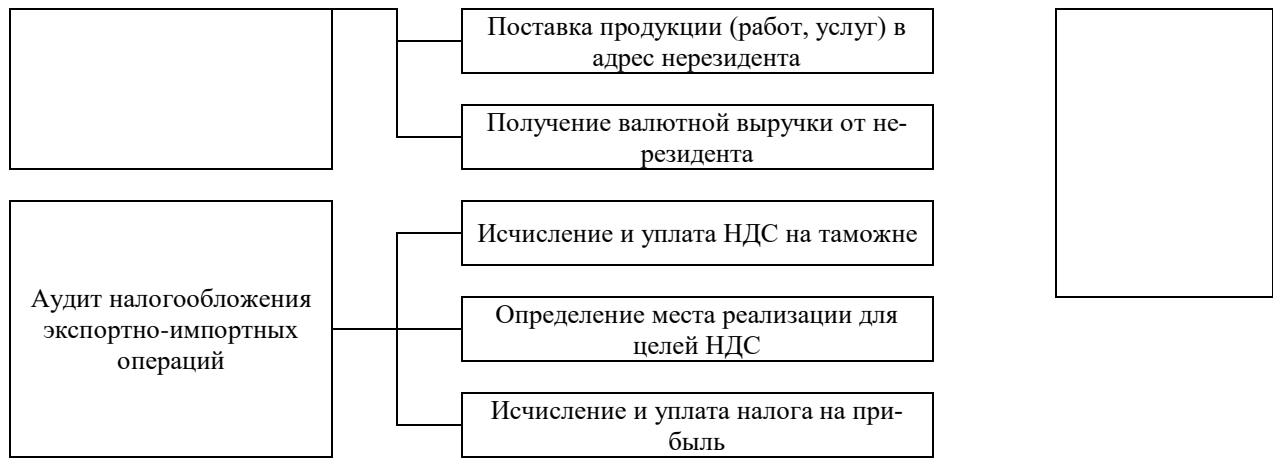 Поставка продукции (работ, услуг) в
адрес нерезидента
Получение валютной выручки от не-
резидента
Аудит налогообложения
экспортно-импортных
операций
Исчисление и уплата НДС на таможне
Определение места реализации для
целей НДС
Исчисление и уплата налога на при-
быль